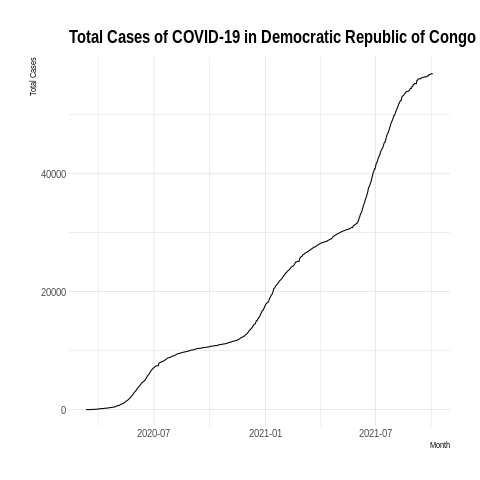 Total Cases of COVID-19 in Democratic Republic of Congo
Total Cases
40000
20000
0
2020-07
2021-01
2021-07
Month